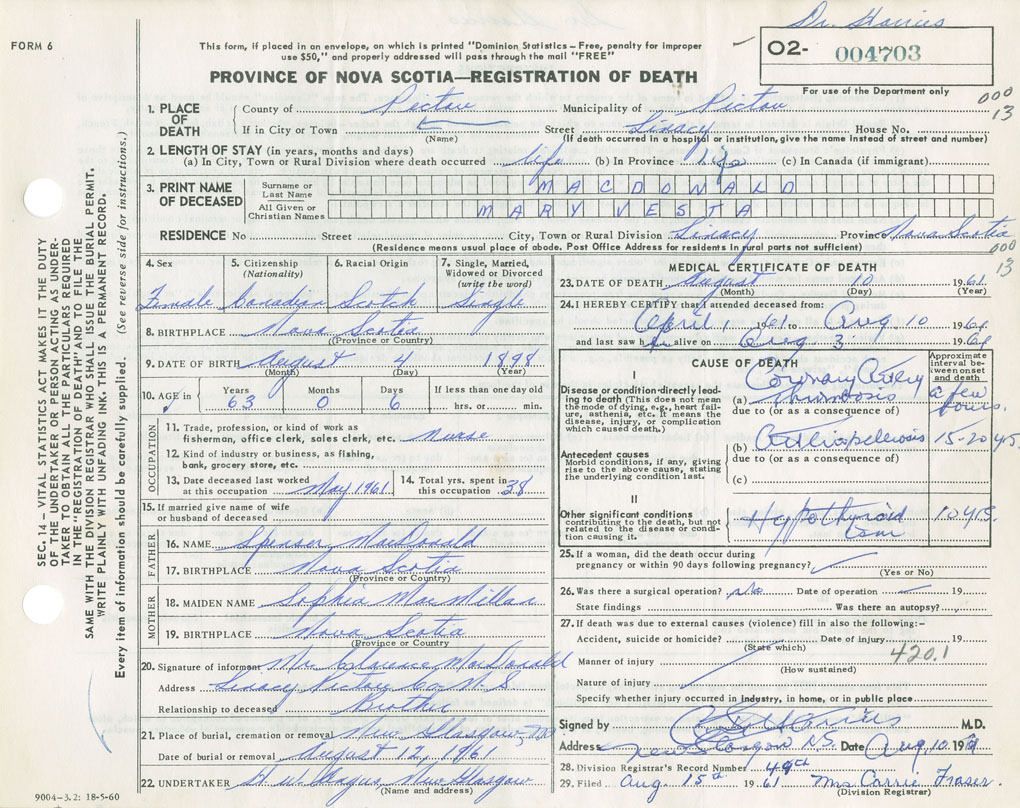 Dr. Harries
FORM 6
This form, if placed in an envelope, on which is printed "Dominion Statistics – Free, penalty for improper
use $50," and properly addressed will pass through the mail "FREE"
O2- 004703
For use of the Department only
PROVINCE OF NOVA SCOTIA—REGISTRATION OF DEATH
000
13
1. PLACE OF DEATH County of Pictou Municipality of Pictou
If in City or Town Street Linacy House No.
(Name) (If death occurred in a hospital or institution, give the name instead of street and number)
2. LENGTH OF STAY (in years, months and days)
(a) In City, Town or Rural Division where death occurred life (b) In Province life (c) In Canada (if immigrant)
3. PRINT NAME OF DECEASED Surname or Last Name MACDONALD
All Given or Christian Names MARY VESTA
RESIDENCE No Street City, Town or Rural Division Linacy Province Nova Scotia
(Residence means usual place of abode. Post Office Address for residents in rural parts not sufficient)
000
13
4. Sex Female
5. Citizenship (Nationality) Canadian
6. Racial Origin Scotch
7. Single, Married, Widowed or Divorced (write the word) Single
8. BIRTHPLACE Nova Scotia
(Province or Country)
9. DATE OF BIRTH August 4 1898
(Month) (Day) (Year)
10. AGE in Years 63 Months 0 Days 6 If less than one day old hrs. or min.
OCCUPATION
11. Trade, profession or kind of work as
fisherman, office clerk, sales clerk, etc. Nurse
12. Kind of industry or business, as fishing,
bank, grocery store, etc.
13. Date deceased last worked
at this occupation May 1961
14. Total yrs. spent in
this occupation 38
15. If married give name of wife
or husband of deceased
FATHER
16. NAME Spenser MacDonald
17. BIRTHPLACE Nova Scotia
(Province or Country)
MOTHER
18. MAIDEN NAME Sophia MacMillan
19. BIRTHPLACE Nova Scotia
(Province or Country)
20. Signature of informant Mr. Clarence MacDonald
Address Linacy Pictou Co. N.S
Relationship to deceased Brother
21. Place of burial, cremation or removal New Glasgow,
Date of burial or removal August 12, 1961
22. UNDERTAKER H. W. New Glasgow
(Name and address)
9004–3.2: 18-5-60
MEDICAL CERTIFICATE OF DEATH
23. DATE OF DEATH August 10 1961
(Month) (Day) (Year)
24. I HEREBY CERTIFY that I attended deceased from:
April 1 1961 to Aug 10 1961
and last saw her alive on Aug 3 1961
CAUSE OF DEATH
Approximate interval between onset and death
I
Disease or condition directly leading to death (This does not mean
the mode of dying, e.g., heart failure, asthenia, etc. It means the
disease, injury, or complication
which caused death.)
(a) Coronary Artery Thrombosis a few hours.
due to (or as a consequence of)
Antecedent causes
Morbid conditions, if any, giving
rise to the above cause, stating
the underlying condition last.
(b) 15-20 yrs
due to (or as a consequence of)
(c)
II
Other significant conditions
contributing to the death, but not
related to the disease or condition causing it.
Hypothyroid 10 yrs.
25. If a woman, did the death occur during
pregnancy or within 90 days following pregnancy?
(Yes or No)
26. Was there a surgical operation? No Date of operation 19
State findings Was there an autopsy?
27. If death was due to external causes (violence) fill in also the following:–
Accident, suicide or homicide? Date of injury 19
(State which)
420.1
Manner of injury
(How sustained)
Nature of injury
Specify whether injury occurred in industry, in home, or in public place
Signed by Harries M.D.
Address New Glasgow N.S. Date Aug 10. 1961
28. Division Registrar's Record Number 49th
29. Filed Aug. 15th 1961 Mrs. Carrie Fraser.
(Division Registrar)
SEC. 14 – VITAL STATISTICS ACT MAKES IT THE DUTY
OF THE UNDERTAKER OR PERSON ACTING AS UNDER-
TAKER TO OBTAIN ALL THE PARTICULARS REQUIRED
IN THE "REGISTRATION OF DEATH" AND TO FILE THE
SAME WITH THE DIVISION REGISTRAR WHO SHALL ISSUE THE BURIAL PERMIT.
WRITE PLAINLY WITH UNFADING INK. THIS IS A PERMANENT RECORD.
Every item of information should be carefully supplied. (See reverse side for instructions.)